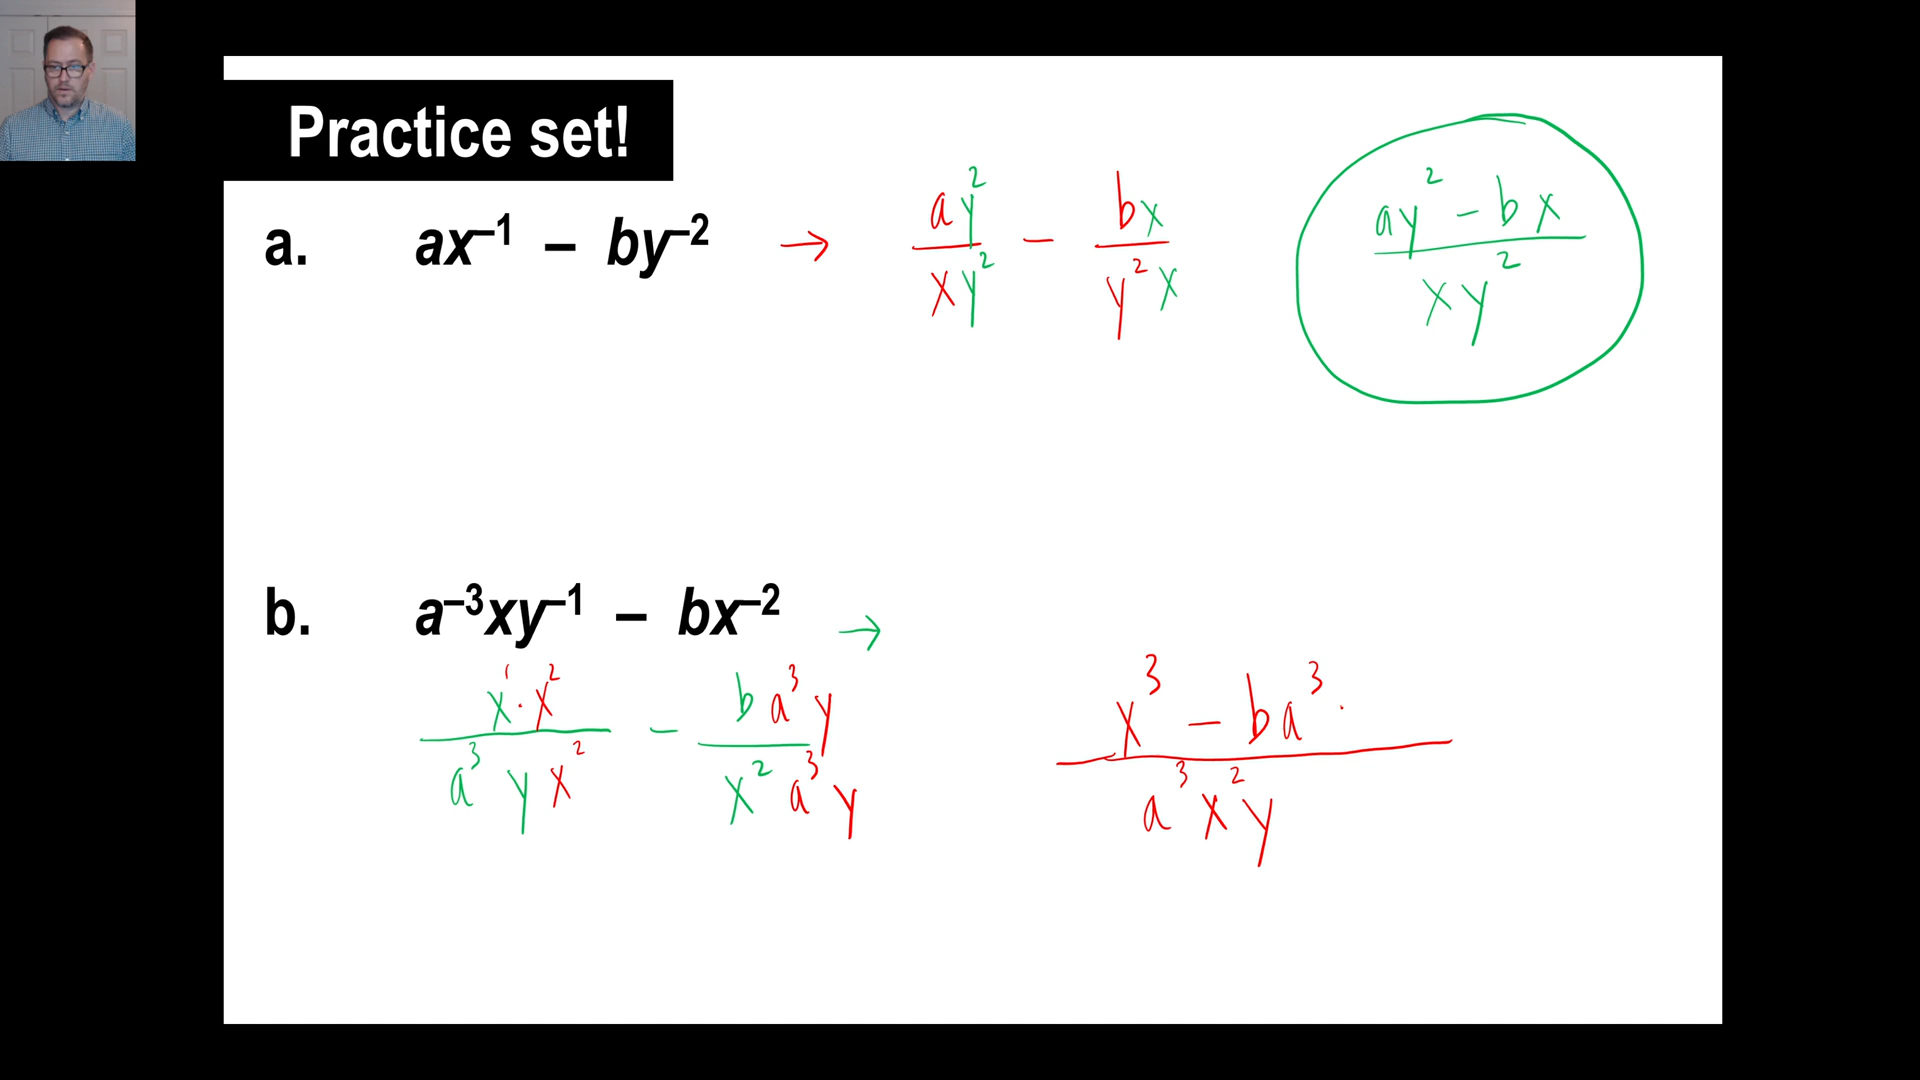 Practice set!
a. ax⁻¹ – by⁻² → ay²/xy² – bx/y²x   ay² – bx/xy²
b. a⁻³xy⁻¹ – bx⁻² →
x¹·x²/a³yx² – ba³y/x²a³y   x³ – ba³·/a³x²y